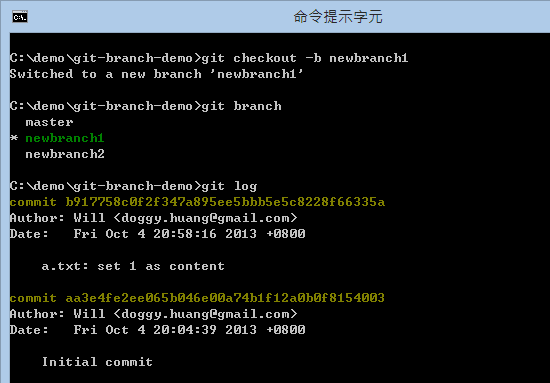 命令提示字元
C:\demo\git-branch-demo>git checkout -b newbranch1
Switched to a new branch 'newbranch1'
C:\demo\git-branch-demo>git branch
master
* newbranch1
newbranch2
C:\demo\git-branch-demo>git log
commit b917758c0f2f347a895ee5bbb5e5c8228f66335a
Author: Will <doggy.huang@gmail.com>
Date:   Fri Oct 4 20:58:16 2013 +0800
a.txt: set 1 as content
commit aa3e4fe2ee065b046e00a74b1f12a0b0f8154003
Author: Will <doggy.huang@gmail.com>
Date:   Fri Oct 4 20:04:39 2013 +0800
Initial commit